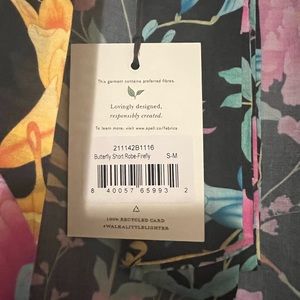 This garment contains preferred fibres.
Lovingly designed,
responsibly created.
To learn more: www.spell.co/fabrics
211142B1116
Butterfly Short Robe-Firefly S-M
8 40057 65993 2
100% RECYCLED CARD
#WALKALITTLELIGHTER